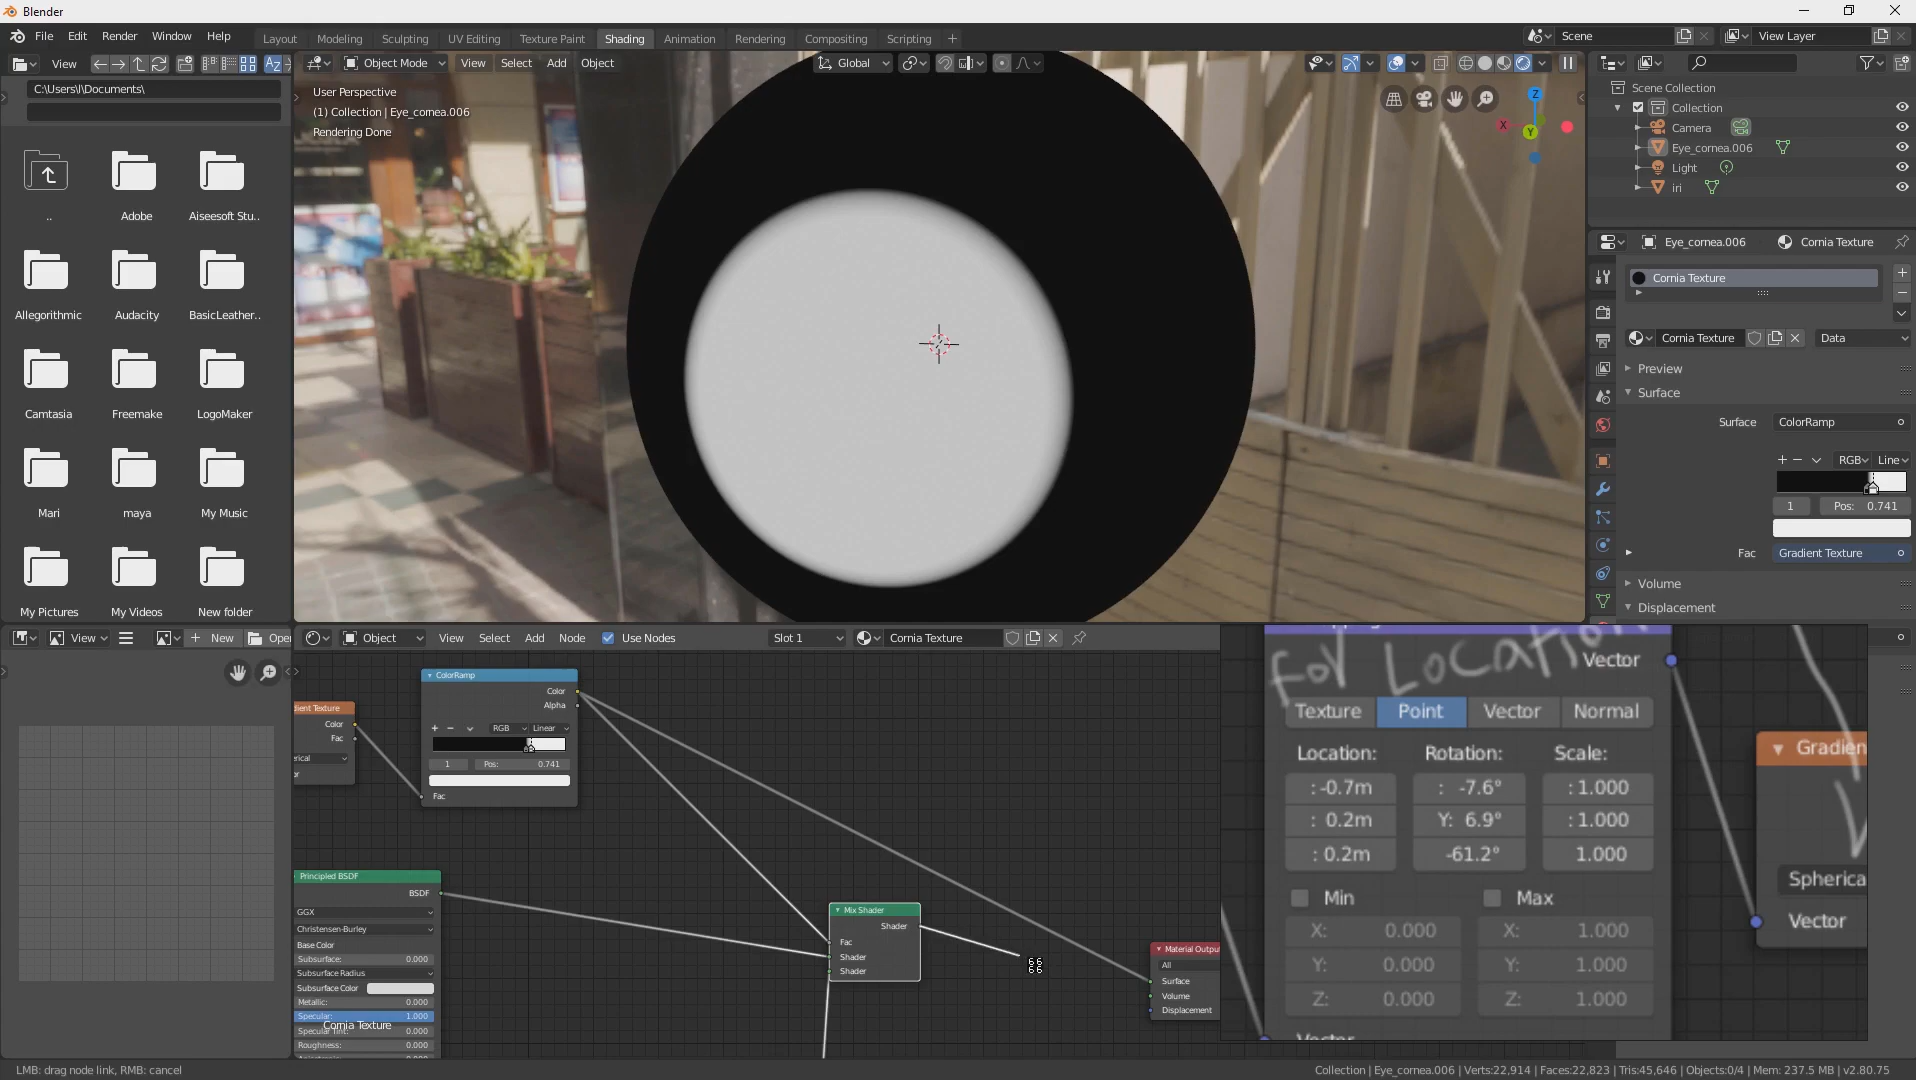 Blender
File Edit Render Window Help
Layout Modeling Sculpting UV Editing Texture Paint Shading Animation Rendering Compositing Scripting
Scene
View Layer
View
C:\Users\I\Documents\
..
Adobe
Aiseesoft Stu..
Allegorithmic
Audacity
BasicLeather..
Camtasia
Freemake
LogoMaker
Mari
maya
My Music
My Pictures
My Videos
New folder
Object Mode View Select Add Object
Global
User Perspective
(1) Collection | Eye_cornea.006
Rendering Done
Z
X
Y
Scene Collection
Collection
Camera
Eye_cornea.006
Light
iri
Eye_cornea.006 Cornia Texture
Cornia Texture
Cornia Texture Data
Preview
Surface
Surface ColorRamp
RGB Line
1 Pos: 0.741
Fac Gradient Texture
Volume
Displacement
View New Open
Object View Select Add Node Use Nodes Slot 1 Cornia Texture
dient Texture
Color
Fac
erical
or
ColorRamp
Color
Alpha
RGB Linear
1 Pos: 0.741
Fac
Principled BSDF
BSDF
GGX
Christensen-Burley
Base Color
Subsurface: 0.000
Subsurface Radius
Subsurface Color
Metallic: 0.000
Specular: 1.000
Specular Tint: 0.000
Cornia Texture
Roughness: 0.000
Mix Shader
Shader
Fac
Shader
Shader
Material Output
All
Surface
Volume
Displacement
For Location
Vector
Texture Point Vector Normal
Location: Rotation: Scale:
: -0.7m : -7.6° : 1.000
: 0.2m Y: 6.9° : 1.000
: 0.2m -61.2° 1.000
Min Max
X: 0.000 X: 1.000
Y: 0.000 Y: 1.000
Z: 0.000 Z: 1.000
Vector
Gradien
Spherica
Vector
LMB: drag node link, RMB: cancel
Collection | Eye_cornea.006 | Verts:22,914 | Faces:22,823 | Tris:45,646 | Objects:0/4 | Mem: 237.5 MB | v2.80.75